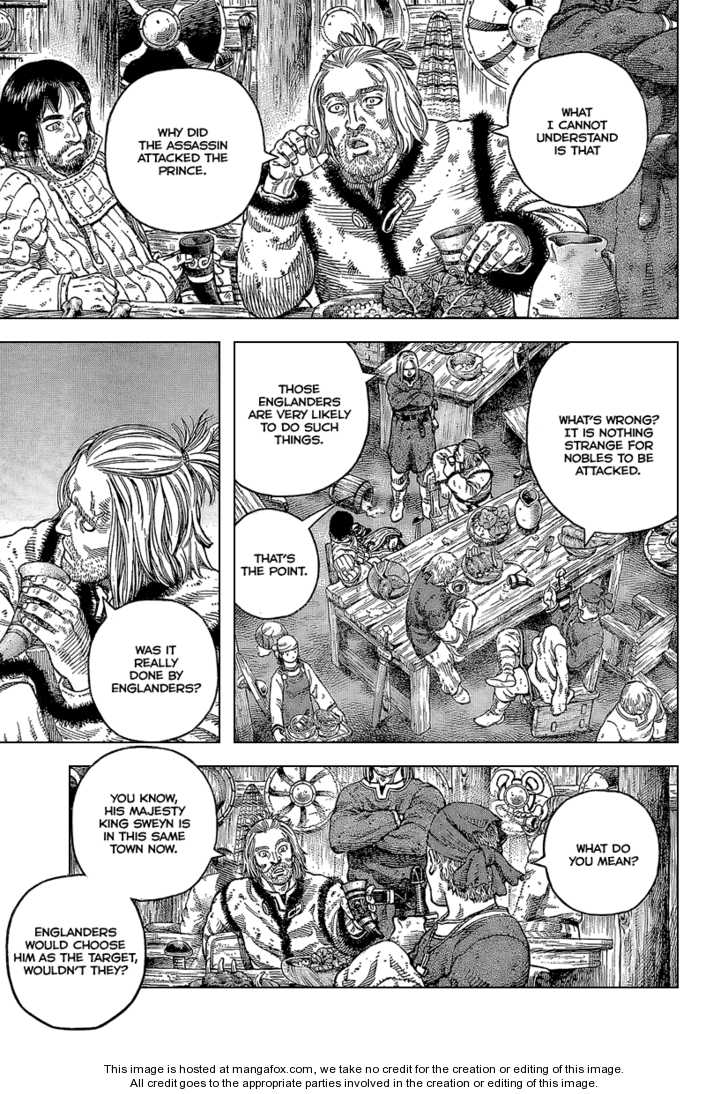 WHAT
I CANNOT
UNDERSTAND
IS THAT
WHY DID
THE ASSASSIN
ATTACKED THE
PRINCE.
WHAT'S WRONG?
IT IS NOTHING
STRANGE FOR
NOBLES TO BE
ATTACKED.
THOSE
ENGLANDERS
ARE VERY LIKELY
TO DO SUCH
THINGS.
THAT'S
THE POINT.
WAS IT
REALLY
DONE BY
ENGLANDERS?
WHAT DO
YOU MEAN?
YOU KNOW,
HIS MAJESTY
KING SWEYN IS
IN THIS SAME
TOWN NOW.
ENGLANDERS
WOULD CHOOSE
HIM AS THE TARGET,
WOULDN'T THEY?
This image is hosted at mangafox.com, we take no credit for the creation or editing of this image.
All credit goes to the appropriate parties involved in the creation or editing of this image.